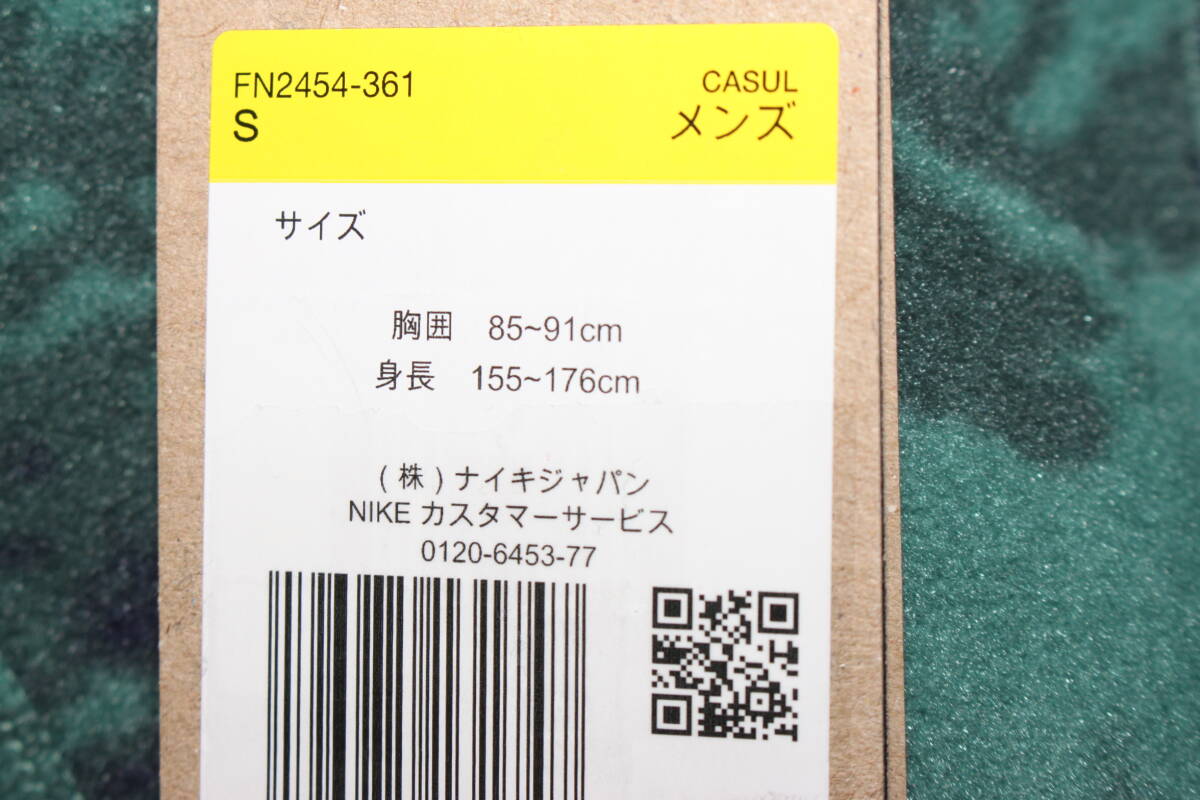 FN2454-361
S
CASUL
メンズ
サイズ
胸囲 85~91cm
身長 155~176cm
(株)ナイキジャパン
NIKE カスタマーサービス
0120-6453-77